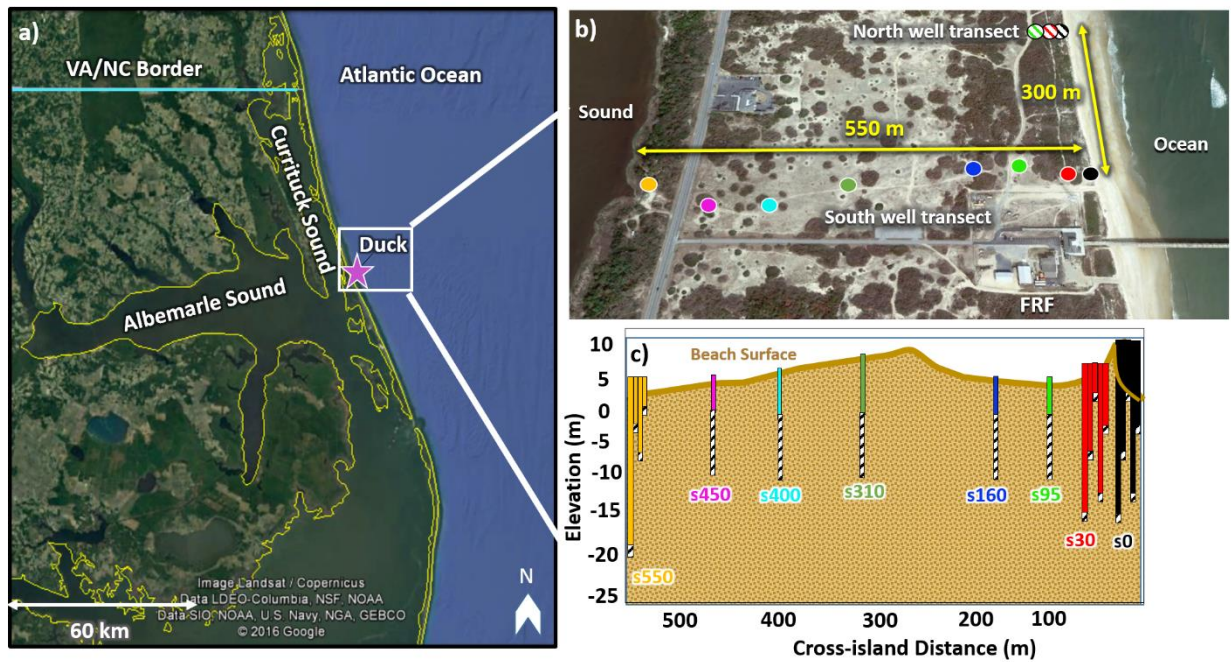 a)
VA/NC Border
Atlantic Ocean
Currituck Sound
Duck
Albemarle Sound
Image Landsat / Copernicus
Data LDEO-Columbia, NSF, NOAA
Data SIO, NOAA, U.S. Navy, NGA, GEBCO
© 2016 Google
60 km
N
b)
North well transect
Sound
300 m
550 m
Ocean
South well transect
FRF
c)
Beach Surface
10
5
0
-5
-10
-15
-20
-25
Elevation (m)
s550
s450
s400
s310
s160
s95
s30
s0
500
400
300
200
100
Cross-island Distance (m)